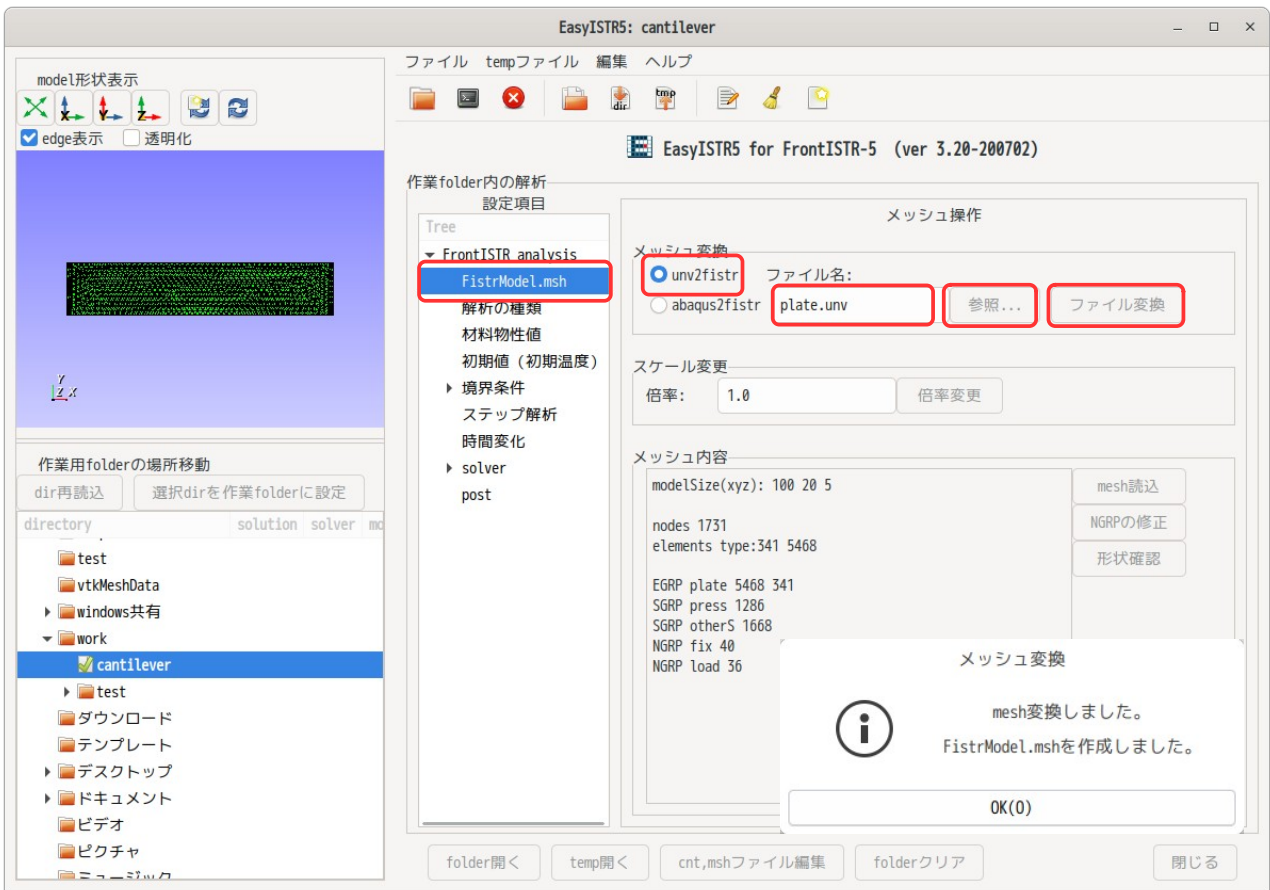 EasyISTR5: cantilever
model形状表示
edge表示 透明化
Y
Z X
作業用folderの場所移動
dir再読込 選択dirを作業folderに設定
directory solution solver
test
vtkMeshData
windows共有
work
cantilever
test
ダウンロード
テンプレート
デスクトップ
ドキュメント
ビデオ
ピクチャ
ミュージック
ファイル tempファイル 編集 ヘルプ
dir tmp
EasyISTR5 for FrontISTR-5 (ver 3.20-200702)
作業folder内の解析
設定項目
Tree
FrontISTR analysis
FistrModel.msh
解析の種類
材料物性値
初期値 (初期温度)
境界条件
ステップ解析
時間変化
solver
post
メッシュ操作
メッシュ変換
unv2fistr ファイル名:
abaqus2fistr plate.unv 参照... ファイル変換
スケール変更
倍率: 1.0 倍率変更
メッシュ内容
modelSize(xyz): 100 20 5
nodes 1731
elements type:341 5468
EGRP plate 5468 341
SGRP press 1286
SGRP otherS 1668
NGRP fix 40
NGRP load 36
mesh読込
NGRPの修正
形状確認
メッシュ変換
mesh変換しました。
FistrModel.mshを作成しました。
OK(O)
folder開く temp開く cnt,mshファイル編集 folderクリア 閉じる